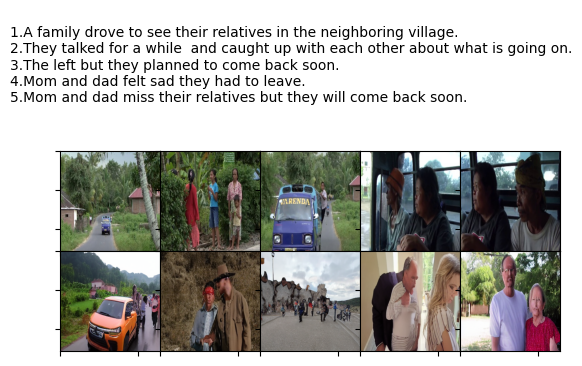 1.A family drove to see their relatives in the neighboring village.
2.They talked for a while  and caught up with each other about what is going on.
3.The left but they planned to come back soon.
4.Mom and dad felt sad they had to leave.
5.Mom and dad miss their relatives but they will come back soon.